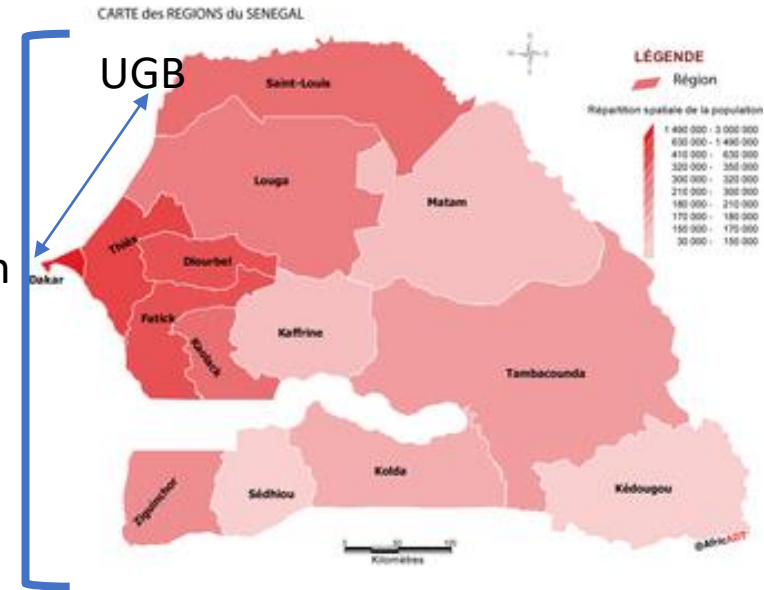 CARTE des REGIONS du SENEGAL
UGB
LÉGENDE
Région
Répartition spatiale de la population
1 490 000 - 3 000 000
630 000 - 1 490 000
410 000 - 630 000
320 000 - 350 000
300 000 - 320 000
210 000 - 300 000
180 000 - 210 000
170 000 - 180 000
150 000 - 170 000
30 000 - 150 000
Saint-Louis
Louga
Matam
Thiès
Diourbel
Dakar
Fatick
Kaolack
Kaffrine
Tambacounda
Ziguinchor
Sédhiou
Kolda
Kédougou
Kilomètres
@AfricADT